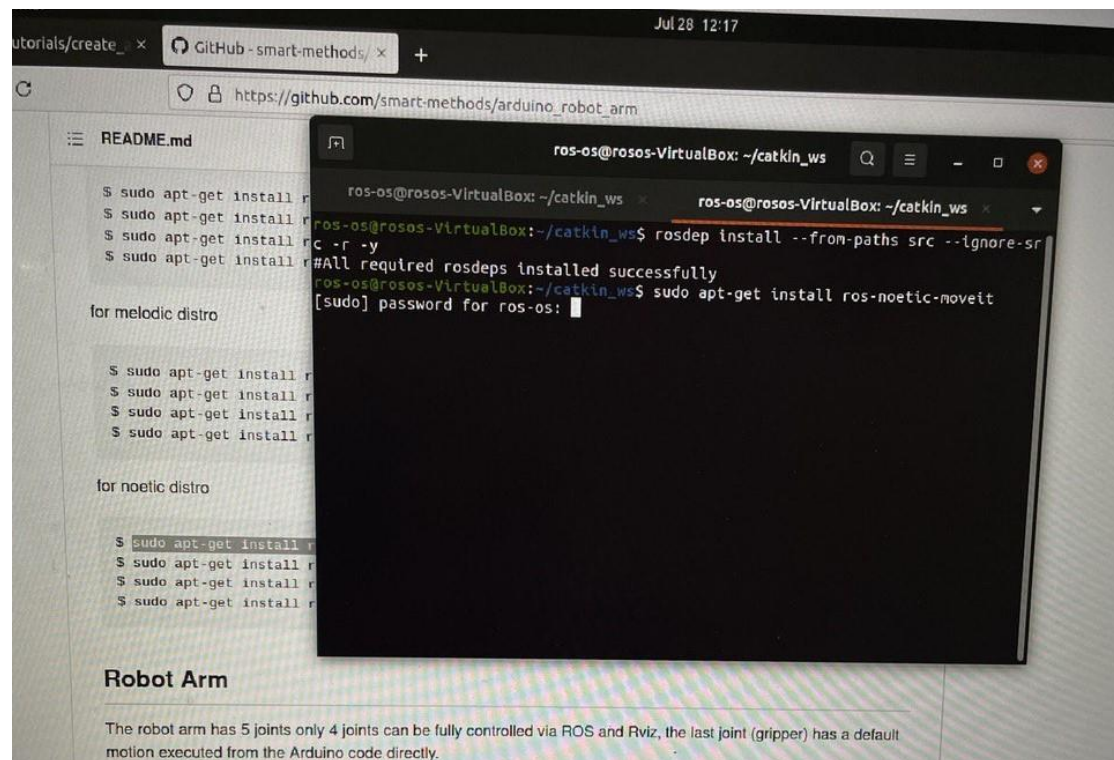 Jul 28 12:17
utorials/create_ ×
GitHub - smart-methods/ ×
+
https://github.com/smart-methods/arduino_robot_arm
README.md
$ sudo apt-get install r
$ sudo apt-get install r
$ sudo apt-get install r
$ sudo apt-get install r
for melodic distro
$ sudo apt-get install r
$ sudo apt-get install r
$ sudo apt-get install r
$ sudo apt-get install r
for noetic distro
$ sudo apt-get install r
$ sudo apt-get install r
$ sudo apt-get install r
$ sudo apt-get install r
Robot Arm
The robot arm has 5 joints only 4 joints can be fully controlled via ROS and Rviz, the last joint (gripper) has a default
motion executed from the Arduino code directly.
ros-os@rosos-VirtualBox: ~/catkin_ws
ros-os@rosos-VirtualBox: ~/catkin_ws ×
ros-os@rosos-VirtualBox: ~/catkin_ws ×
ros-os@rosos-VirtualBox:~/catkin_ws$ rosdep install --from-paths src --ignore-sr
c -r -y
#All required rosdeps installed successfully
ros-os@rosos-VirtualBox:~/catkin_ws$ sudo apt-get install ros-noetic-moveit
[sudo] password for ros-os: